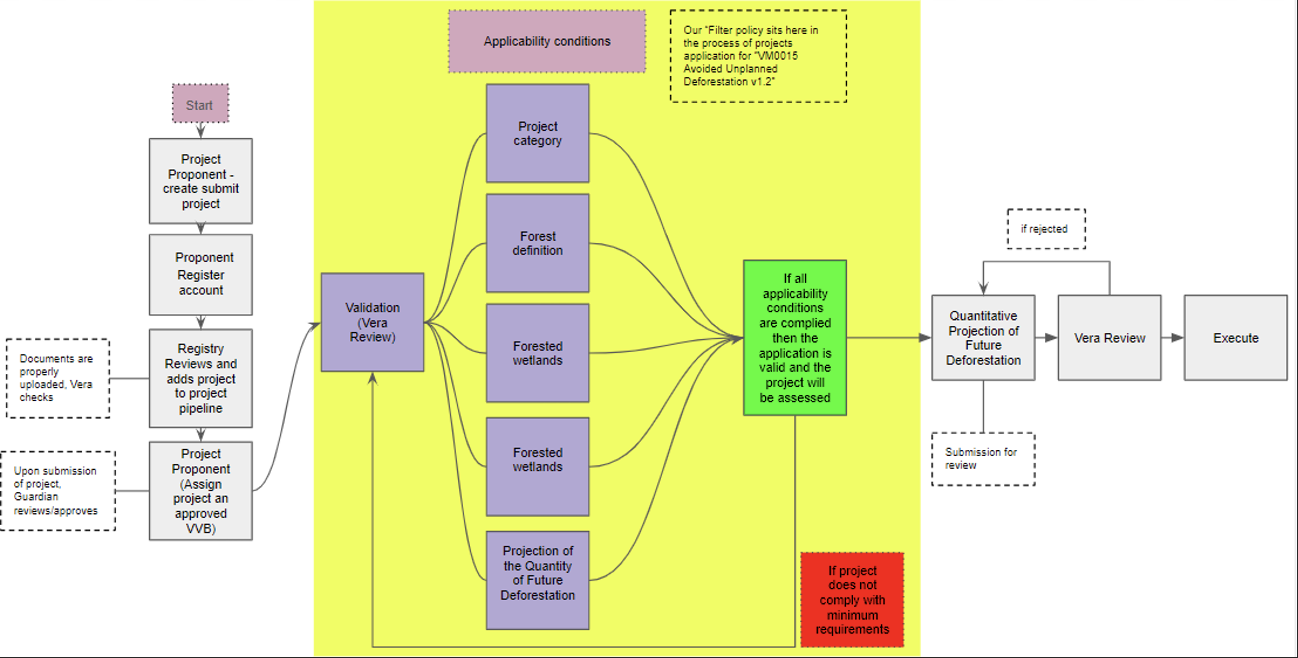 Start
Project
Proponent -
create submit
project
Proponent
Register
account
Documents are
properly
uploaded, Vera
checks
Registry
Reviews and
adds project
to project
pipeline
Upon submission
of project,
Guardian
reviews/approves
Project
Proponent
(Assign
project an
approved
VVB)
Applicability conditions
Our "Filter policy sits here in
the process of projects
application for "VM0015
Avoided Unplanned
Deforestation v1.2"
Validation
(Vera
Review)
Project
category
Forest
definition
Forested
wetlands
Forested
wetlands
Projection of
the Quantity
of Future
Deforestation
If all
applicability
conditions
are complied
then the
application is
valid and the
project will
be assessed
If project
does not
comply with
minimum
requirements
if rejected
Quantitative
Projection of
Future
Deforestation
Vera Review
Execute
Submission for
review